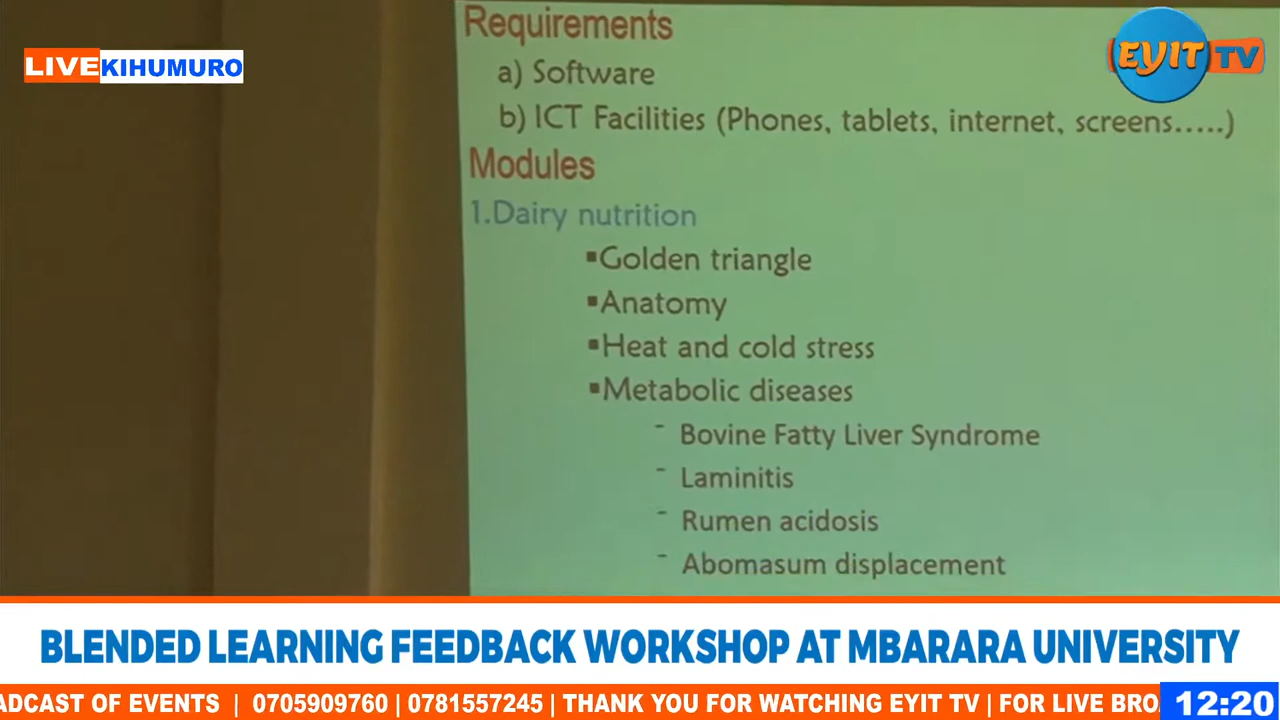 LIVE KIHUMURO
EYIT TV
Requirements
a) Software
b) ICT Facilities (Phones, tablets, internet, screens.....)
Modules
1.Dairy nutrition
▪Golden triangle
▪Anatomy
▪Heat and cold stress
▪Metabolic diseases
- Bovine Fatty Liver Syndrome
- Laminitis
- Rumen acidosis
- Abomasum displacement
BLENDED LEARNING FEEDBACK WORKSHOP AT MBARARA UNIVERSITY
ADCAST OF EVENTS | 0705909760 | 0781557245 | THANK YOU FOR WATCHING EYIT TV | FOR LIVE BRO
12:20